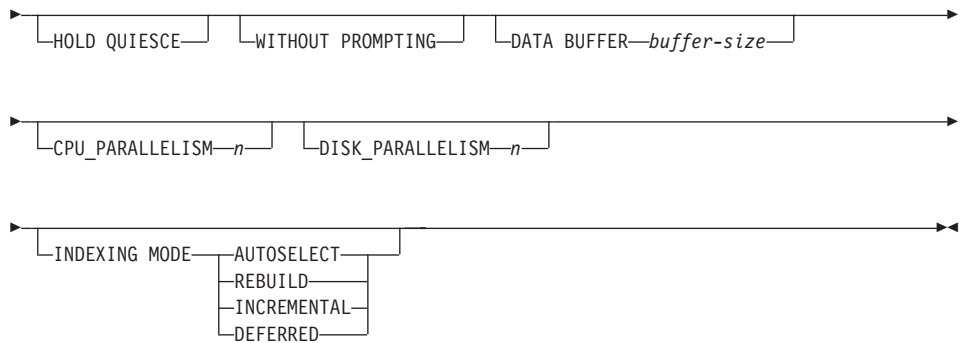 HOLD QUIESCE WITHOUT PROMPTING DATA BUFFER buffer-size
CPU_PARALLELISM n DISK_PARALLELISM n
INDEXING MODE AUTOSELECT
REBUILD
INCREMENTAL
DEFERRED